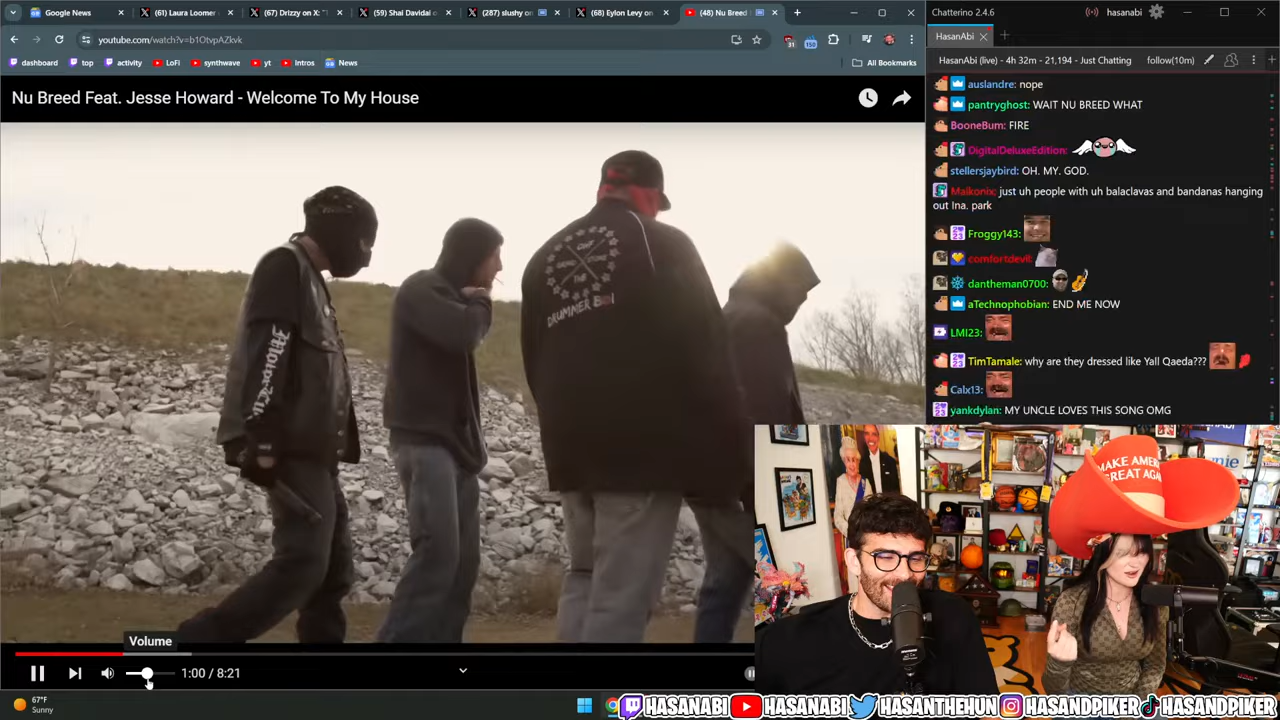 Google News
(61) Laura Loomer
(67) Drizzy on X: "
(59) Shai Davidai o
(287) slushy on
(68) Eylon Levy on
(48) Nu Breed
youtube.com/watch?v=b1OtvpAZkvk
31
158
dashboard
top
activity
LoFi
synthwave
yt
intros
News
All Bookmarks
Nu Breed Feat. Jesse Howard - Welcome To My House
DRUMMER BOI
Volume
1:00 / 8:21
67°F
Sunny
Chatterino 2.4.6
hasanabi
HasanAbi
HasanAbi (live) - 4h 32m - 21,194 - Just Chatting
follow(10m)
auslandre: nope
pantryghost: WAIT NU BREED WHAT
BooneBum: FIRE
DigitalDeluxeEdition:
stellersjaybird: OH. MY. GOD.
Maikonix: just uh people with uh balaclavas and bandanas hanging
out Ina. park
Froggy143:
comfortdevil:
dantheman0700:
aTechnophobian: END ME NOW
LMI23:
TimTamale: why are they dressed like Yall Qaeda???
Calx13:
yankdylan: MY UNCLE LOVES THIS SONG OMG
MAKE AMERI
GREAT AGA
HASANABI
HASANABI
HASANTHEHUN
HASANDPIKER
HASANDPIKER